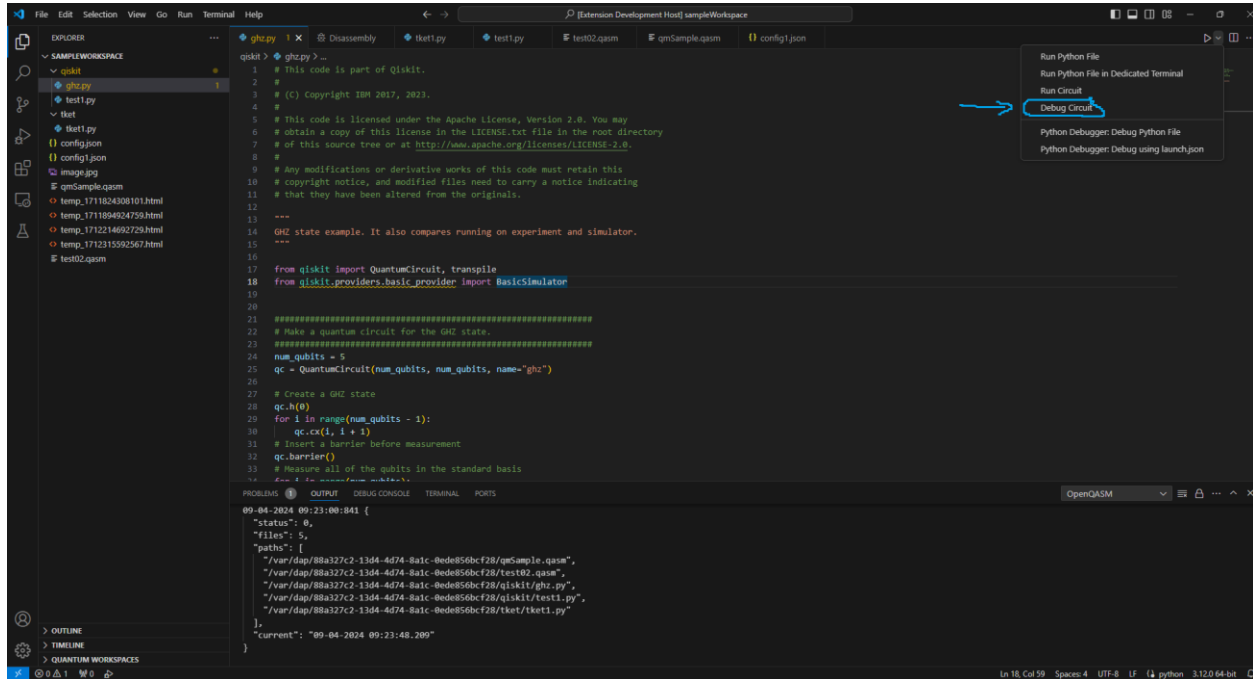 File Edit Selection View Go Run Terminal Help
[Extension Development Host] sampleWorkspace
EXPLORER
SAMPLEWORKSPACE
qiskit
ghz.py 1
test1.py
tket
tket1.py
config.json
config1.json
image.jpg
qmSample.qasm
temp_1711824308101.html
temp_1711894924759.html
temp_1712214692729.html
temp_1712315592567.html
test02.qasm
OUTLINE
TIMELINE
QUANTUM WORKSPACES
ghz.py 1 Disassembly tket1.py test1.py test02.qasm qmSample.qasm config1.json
qiskit > ghz.py > ...
1 # This code is part of Qiskit.
2 #
3 # (C) Copyright IBM 2017, 2023.
4 #
5 # This code is licensed under the Apache License, Version 2.0. You may
6 # obtain a copy of this license in the LICENSE.txt file in the root directory
7 # of this source tree or at http://www.apache.org/licenses/LICENSE-2.0.
8 #
9 # Any modifications or derivative works of this code must retain this
10 # copyright notice, and modified files need to carry a notice indicating
11 # that they have been altered from the originals.
12
13 """
14 GHZ state example. It also compares running on experiment and simulator.
15 """
16
17 from qiskit import QuantumCircuit, transpile
18 from qiskit.providers.basic_provider import BasicSimulator
19
20
21 ################################################################
22 # Make a quantum circuit for the GHZ state.
23 ################################################################
24 num_qubits = 5
25 qc = QuantumCircuit(num_qubits, num_qubits, name="ghz")
26
27 # Create a GHZ state
28 qc.h(0)
29 for i in range(num_qubits - 1):
30 qc.cx(i, i + 1)
31 # Insert a barrier before measurement
32 qc.barrier()
33 # Measure all of the qubits in the standard basis
Run Python File
Run Python File in Dedicated Terminal
Run Circuit
Debug Circuit
Python Debugger: Debug Python File
Python Debugger: Debug using launch.json
PROBLEMS 1 OUTPUT DEBUG CONSOLE TERMINAL PORTS OpenQASM
09-04-2024 09:23:00:841 {
"status": 0,
"files": 5,
"paths": [
"/var/dap/88a327c2-13d4-4d74-8a1c-0ede856bcf28/qmSample.qasm",
"/var/dap/88a327c2-13d4-4d74-8a1c-0ede856bcf28/test02.qasm",
"/var/dap/88a327c2-13d4-4d74-8a1c-0ede856bcf28/qiskit/ghz.py",
"/var/dap/88a327c2-13d4-4d74-8a1c-0ede856bcf28/qiskit/test1.py",
"/var/dap/88a327c2-13d4-4d74-8a1c-0ede856bcf28/tket/tket1.py"
],
"current": "09-04-2024 09:23:48.209"
}
0 1 0 Ln 18, Col 59 Spaces: 4 UTF-8 LF python 3.12.0 64-bit